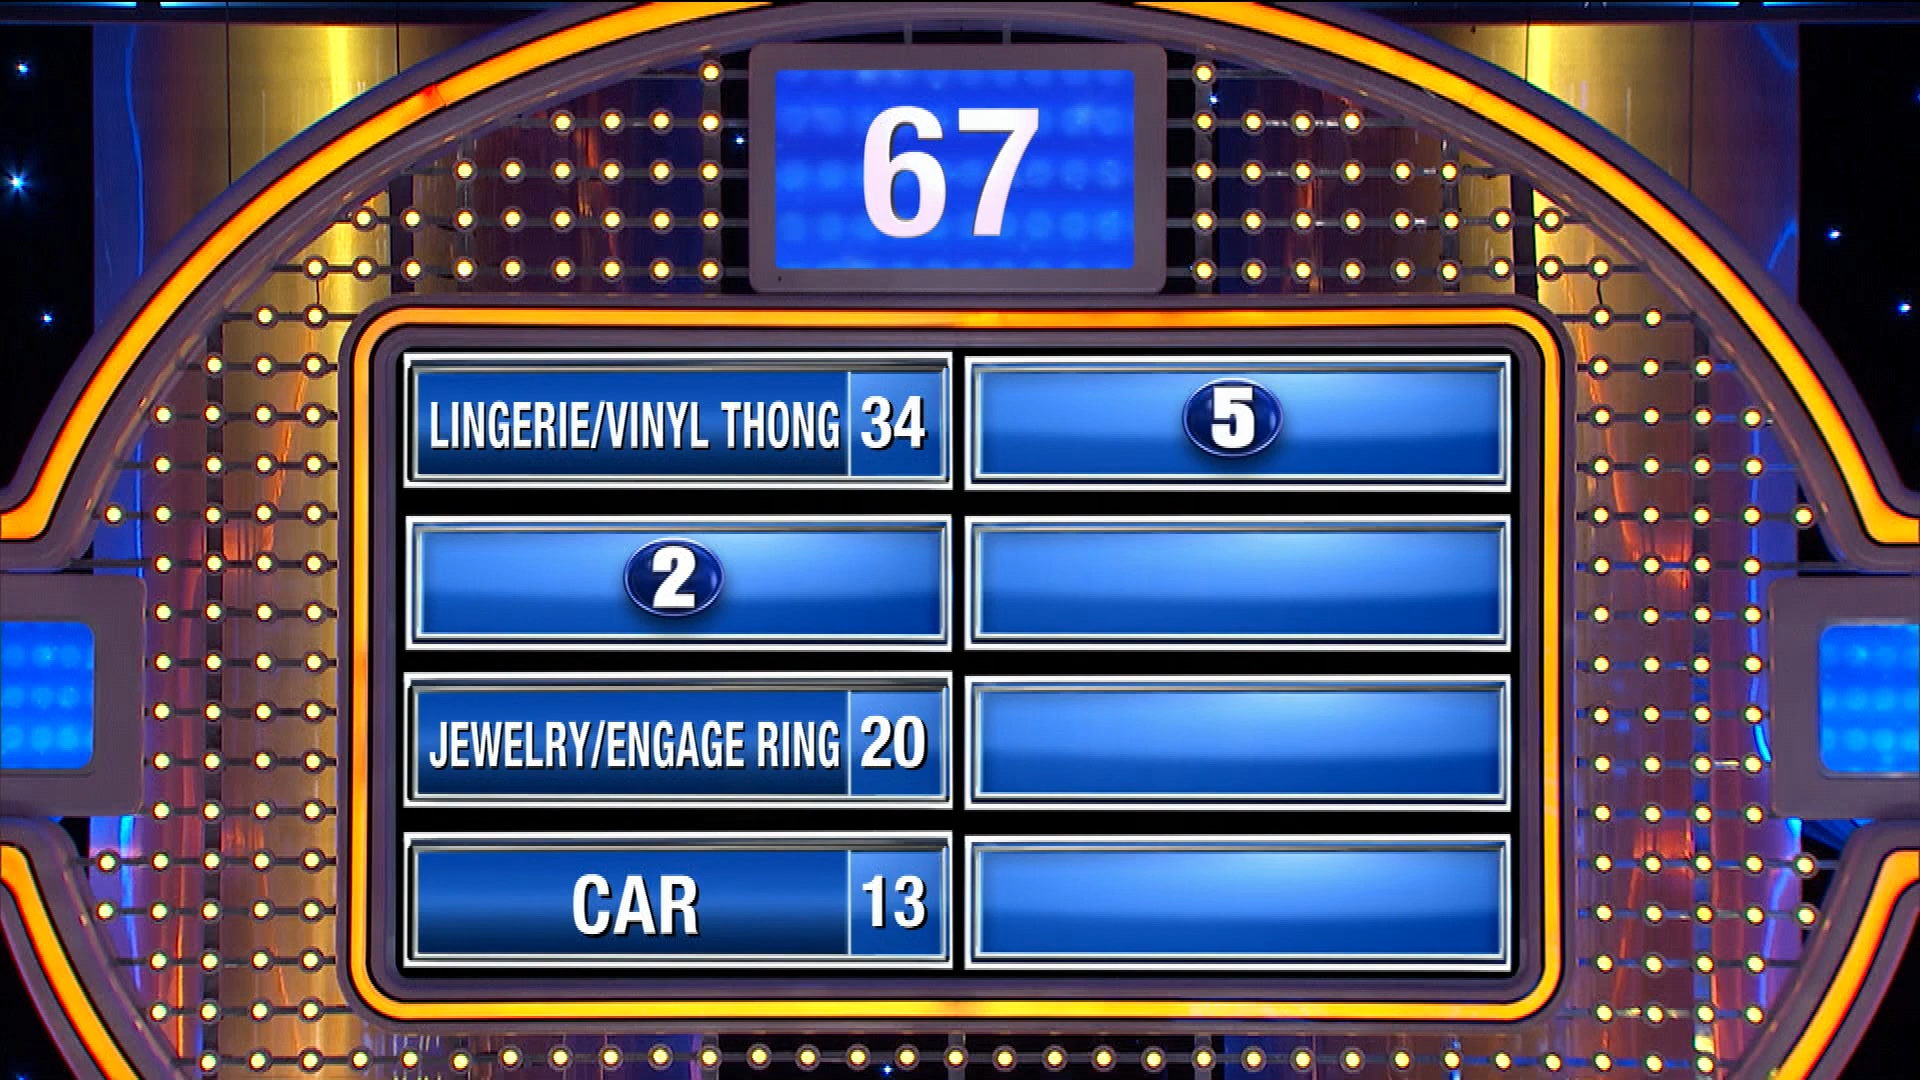 67
LINGERIE/VINYL THONG 34
5
2
JEWELRY/ENGAGE RING 20
CAR 13